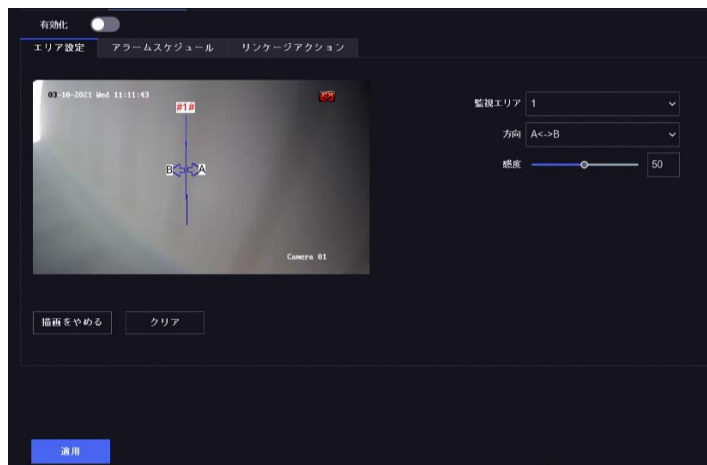 有効化
エリア設定 アラームスケジュール リンケージアクション
03-10-2021 Wed 11:11:43
#1#
B A
Camera 01
監視エリア 1
方向 A<->B
感度 50
描画をやめる クリア
適用